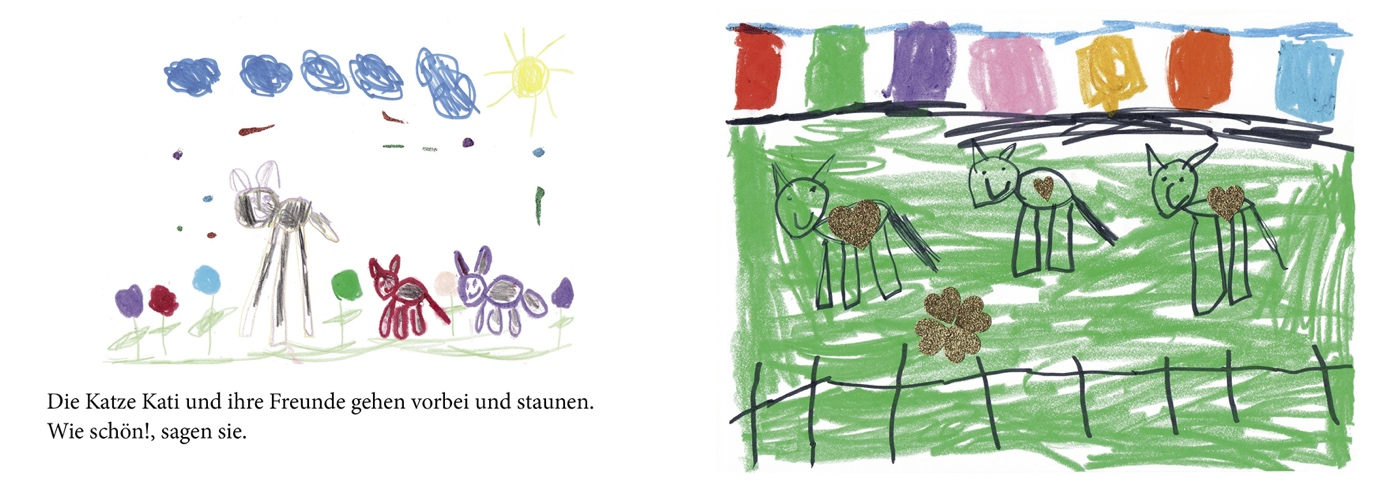 Die Katze Kati und ihre Freunde gehen vorbei und staunen.
Wie schön!, sagen sie.